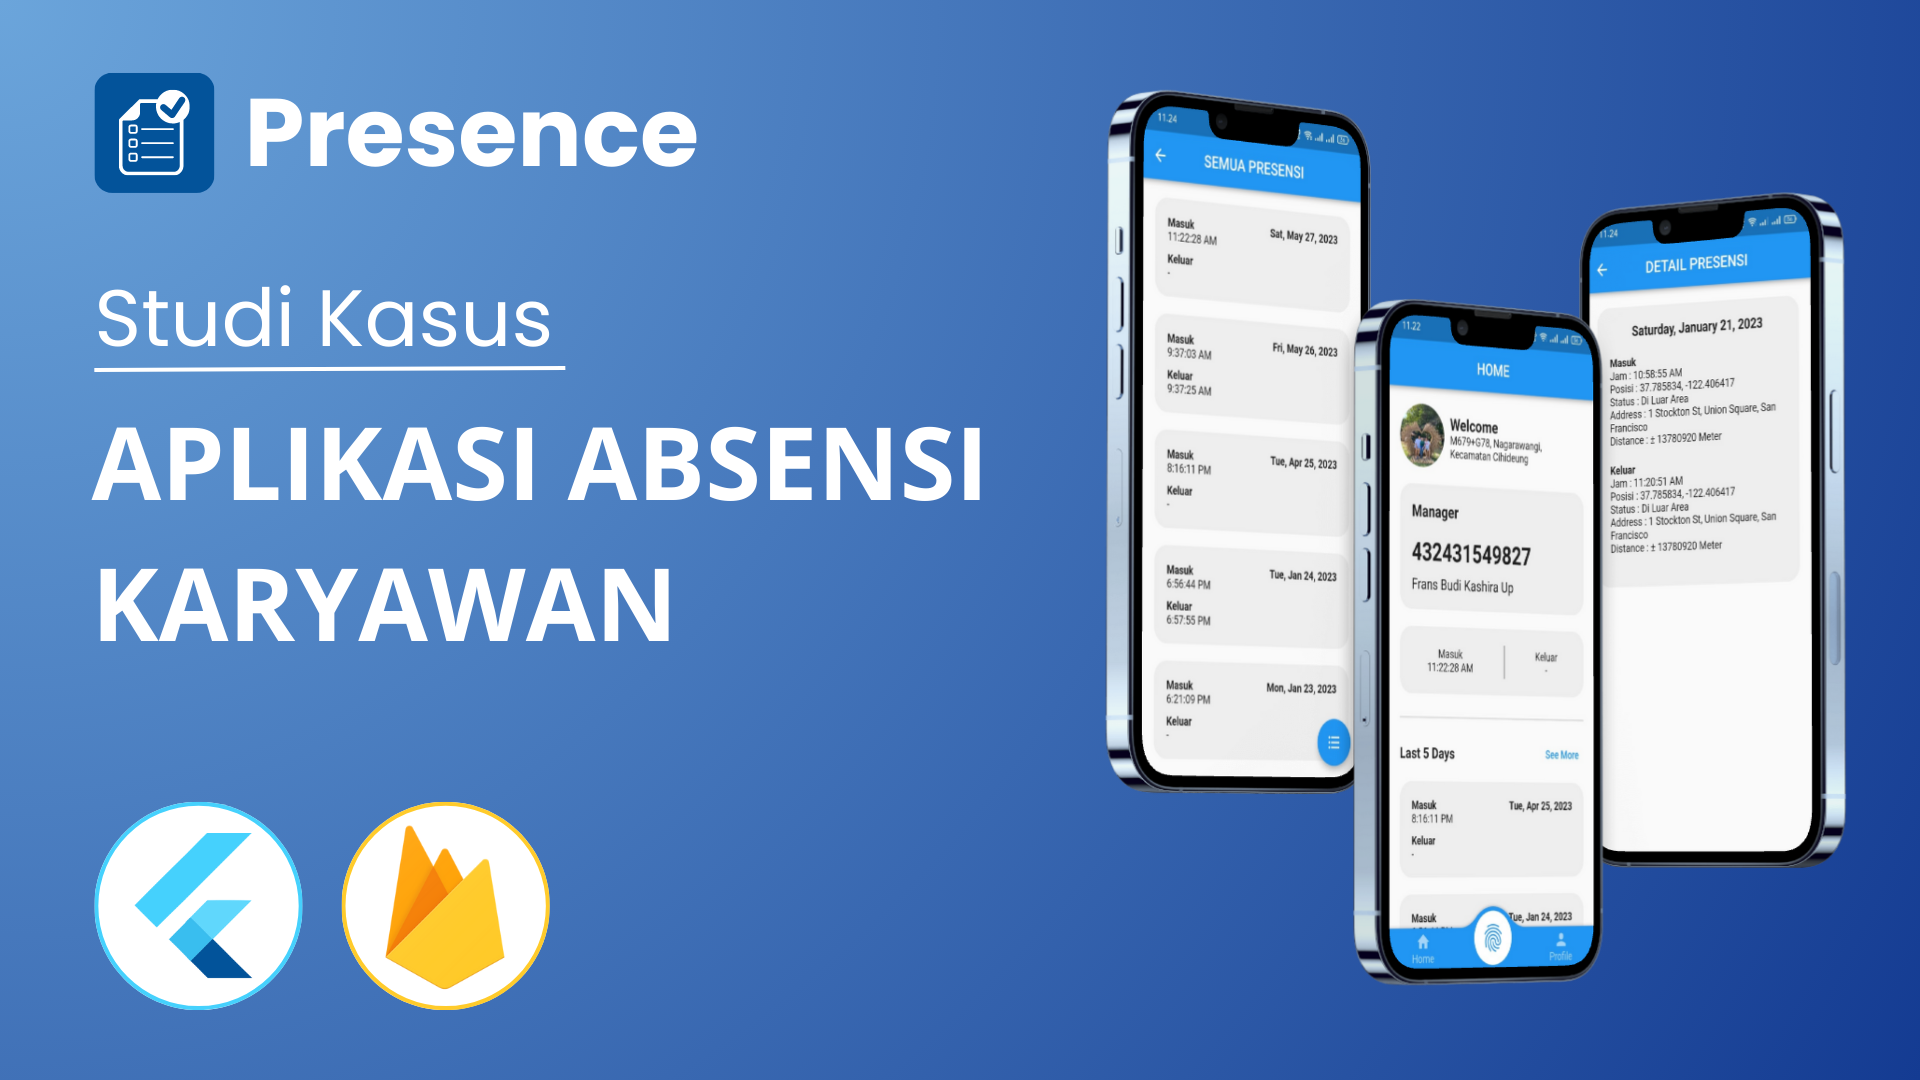 Presence
Studi Kasus
APLIKASI ABSENSI
KARYAWAN
11.24
SEMUA PRESENSI
Masuk
Sat, May 27, 2023
11:22:28 AM
Keluar
-
Masuk
Fri, May 26, 2023
9:37:03 AM
Keluar
9:37:25 AM
Masuk
Tue, Apr 25, 2023
8:16:11 PM
Keluar
-
Masuk
Tue, Jan 24, 2023
6:56:44 PM
Keluar
6:57:55 PM
Masuk
Mon, Jan 23, 2023
6:21:09 PM
Keluar
-
11.22
HOME
Welcome
M679+G78, Nagarawangi,
Kecamatan Cihideung
Manager
432431549827
Frans Budi Kashira Up
Masuk
11:22:28 AM
Keluar
-
Last 5 Days
See More
Masuk
Tue, Apr 25, 2023
8:16:11 PM
Keluar
-
Masuk
Tue, Jan 24, 2023
Home
Profile
11.24
DETAIL PRESENSI
Saturday, January 21, 2023
Masuk
Jam : 10:58:55 AM
Posisi : 37.785834, -122.406417
Status : Di Luar Area
Address : 1 Stockton St, Union Square, San
Francisco
Distance : ± 13780920 Meter
Keluar
Jam : 11:20:51 AM
Posisi : 37.785834, -122.406417
Status : Di Luar Area
Address : 1 Stockton St, Union Square, San
Francisco
Distance : ± 13780920 Meter